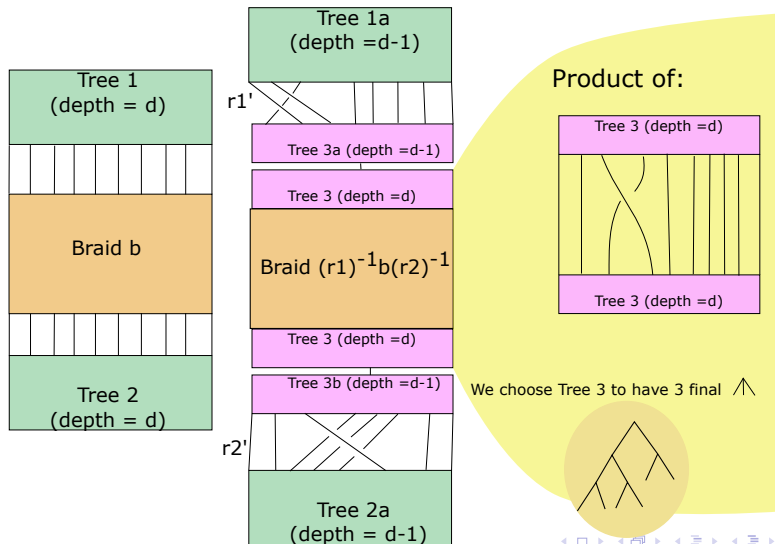 Tree 1
(depth = d)
Braid b
Tree 2
(depth = d)
Tree 1a
(depth =d-1)
r1'
Tree 3a (depth =d-1)
Tree 3 (depth =d)
Braid (r1)^-1b(r2)^-1
Tree 3 (depth =d)
Tree 3b (depth =d-1)
r2'
Tree 2a
(depth = d-1)
Product of:
Tree 3 (depth =d)
Tree 3 (depth =d)
We choose Tree 3 to have 3 final